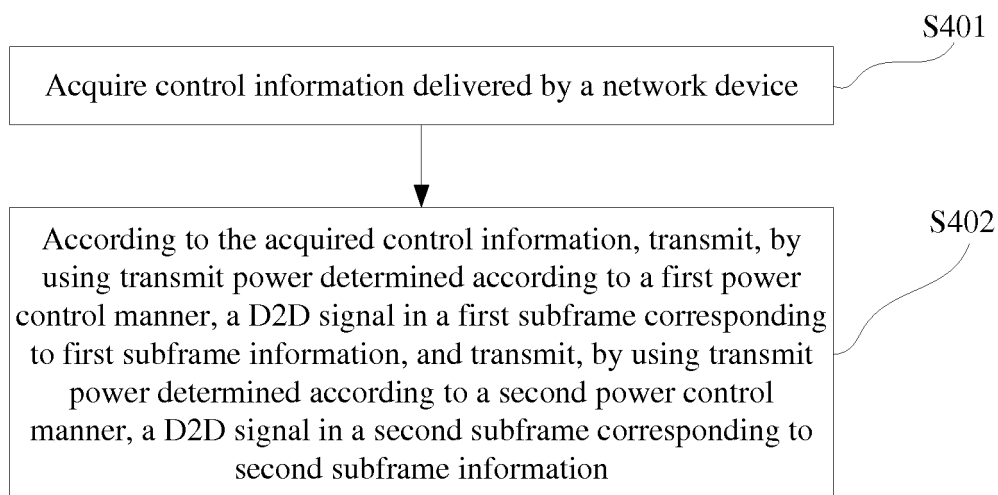 S401
Acquire control information delivered by a network device
S402
According to the acquired control information, transmit, by
using transmit power determined according to a first power
control manner, a D2D signal in a first subframe corresponding
to first subframe information, and transmit, by using transmit
power determined according to a second power control
manner, a D2D signal in a second subframe corresponding to
second subframe information